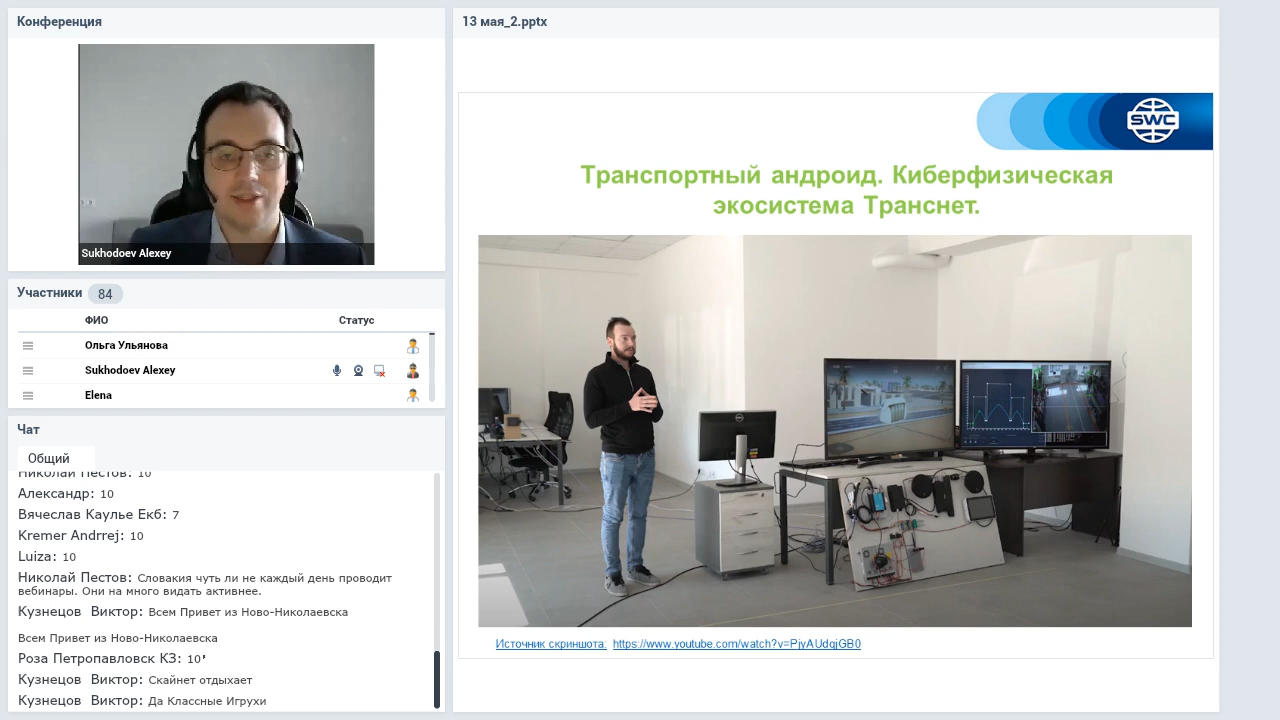 Конференция
Sukhodoev Alexey
Участники 84
ФИО Статус
Ольга Ульянова
Sukhodoev Alexey
Elena
Чат
Общий
Николай Пестов: 10
Александр: 10
Вячеслав Каулье Екб: 7
Kremer Andrrej: 10
Luiza: 10
Николай Пестов: Словакия чуть ли не каждый день проводит
вебинары. Они на много видать активнее.
Кузнецов Виктор: Всем Привет из Ново-Николаевска
Всем Привет из Ново-Николаевска
Роза Петропавловск КЗ: 10'
Кузнецов Виктор: Скайнет отдыхает
Кузнецов Виктор: Да Классные Игрухи
13 мая_2.pptx
SWC
Транспортный андроид. Киберфизическая
экосистема Транснет.
DELL
Источник скриншота: https://www.youtube.com/watch?v=PjyAUdqjGB0